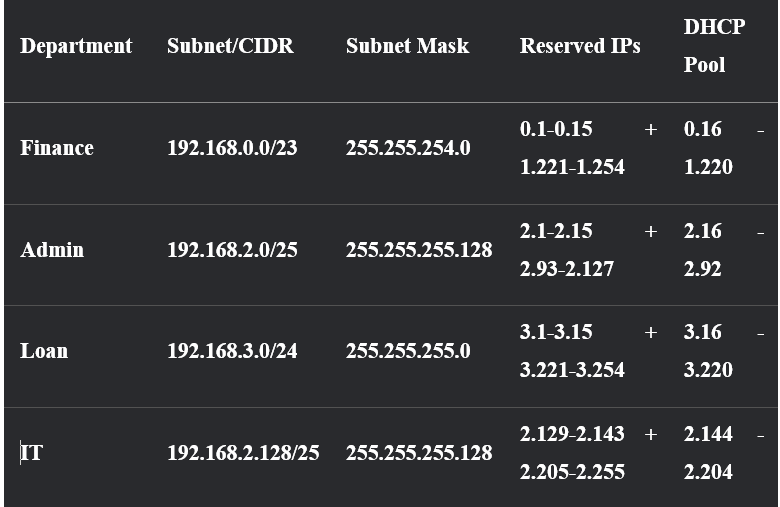 Department Subnet/CIDR Subnet Mask Reserved IPs DHCP Pool
Finance 192.168.0.0/23 255.255.254.0 0.1-0.15 + 1.221-1.254 0.16 - 1.220
Admin 192.168.2.0/25 255.255.255.128 2.1-2.15 + 2.93-2.127 2.16 - 2.92
Loan 192.168.3.0/24 255.255.255.0 3.1-3.15 + 3.221-3.254 3.16 - 3.220
IT 192.168.2.128/25 255.255.255.128 2.129-2.143 + 2.205-2.255 2.144 - 2.204